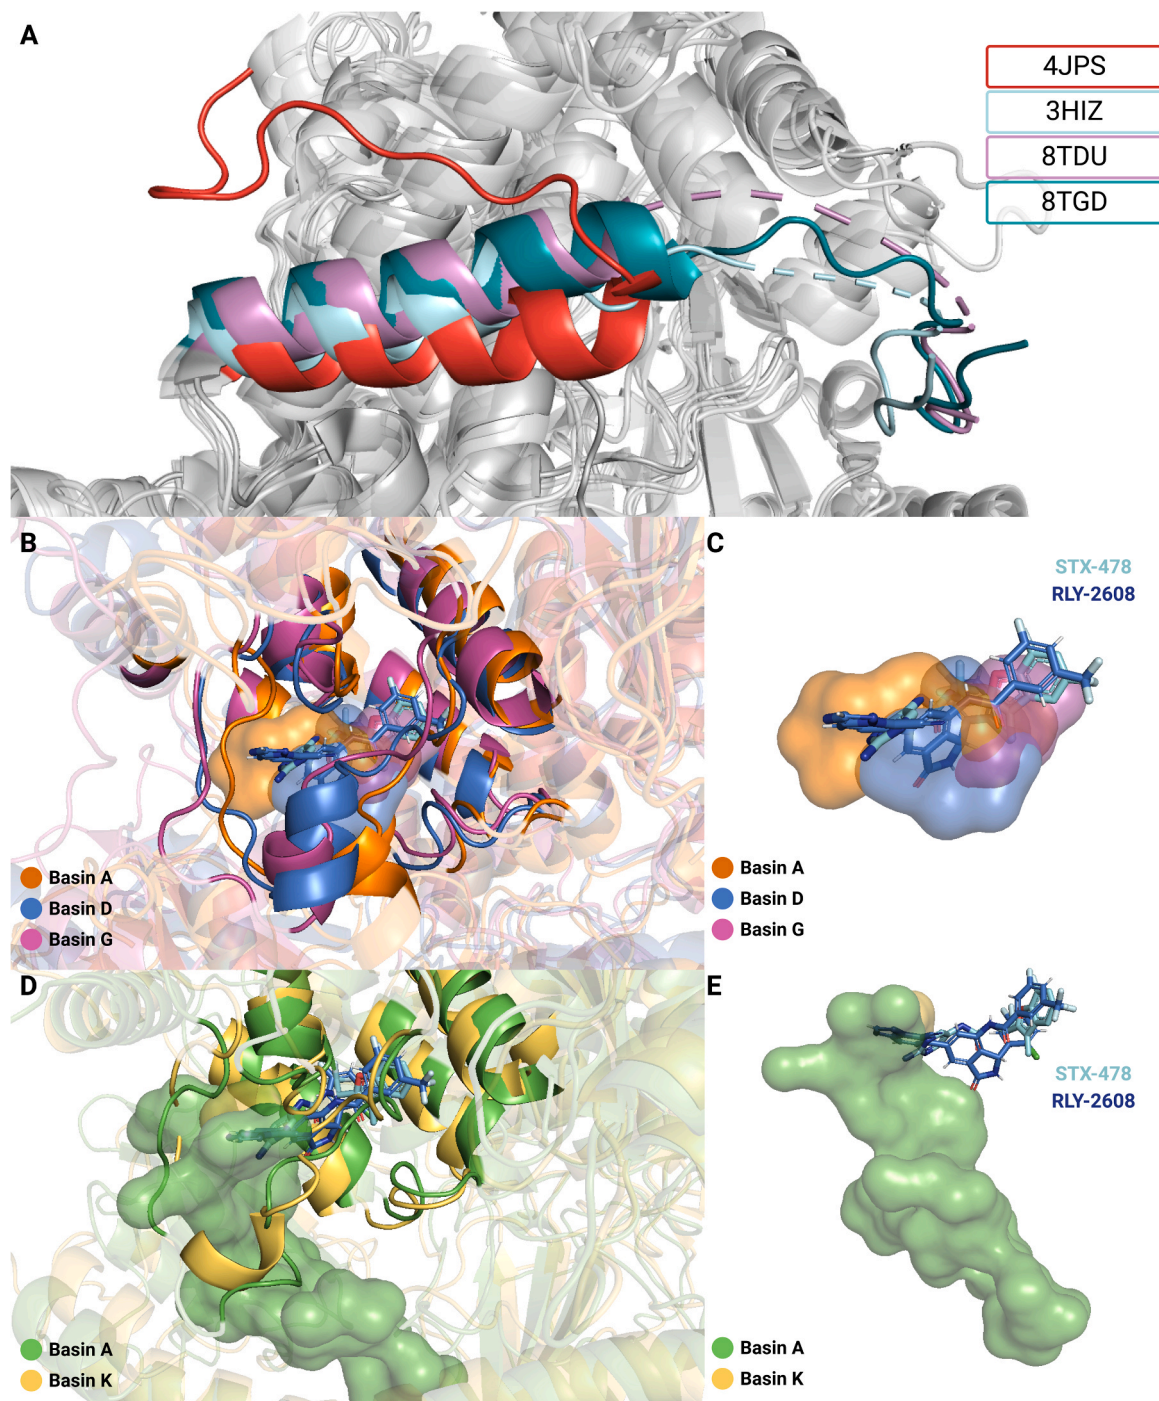 A
4JPS
3HIZ
8TDU
8TGD
B
Basin A
Basin D
Basin G
C
STX-478
RLY-2608
Basin A
Basin D
Basin G
D
Basin A
Basin K
E
STX-478
RLY-2608
Basin A
Basin K